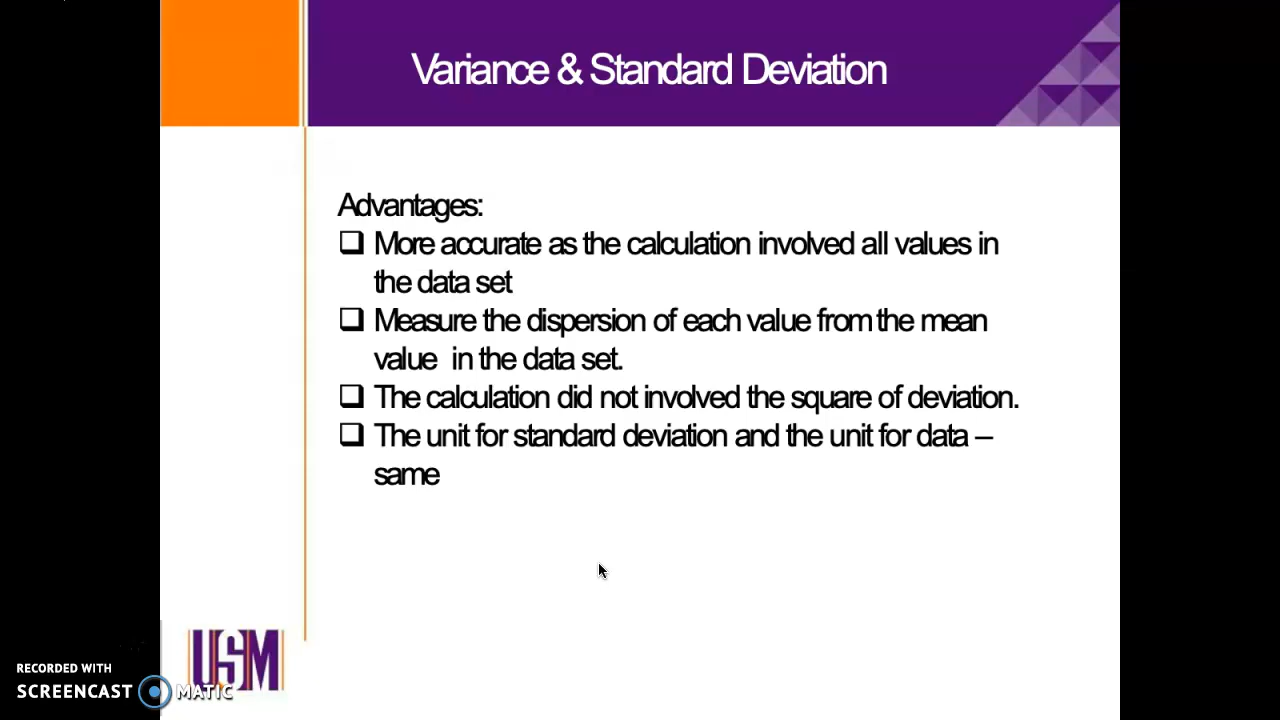 Variance & Standard Deviation
Advantages:
❑ More accurate as the calculation involved all values in
the data set
❑ Measure the dispersion of each value from the mean
value in the data set.
❑ The calculation did not involved the square of deviation.
❑ The unit for standard deviation and the unit for data –
same
USM
RECORDED WITH
SCREENCAST MATIC